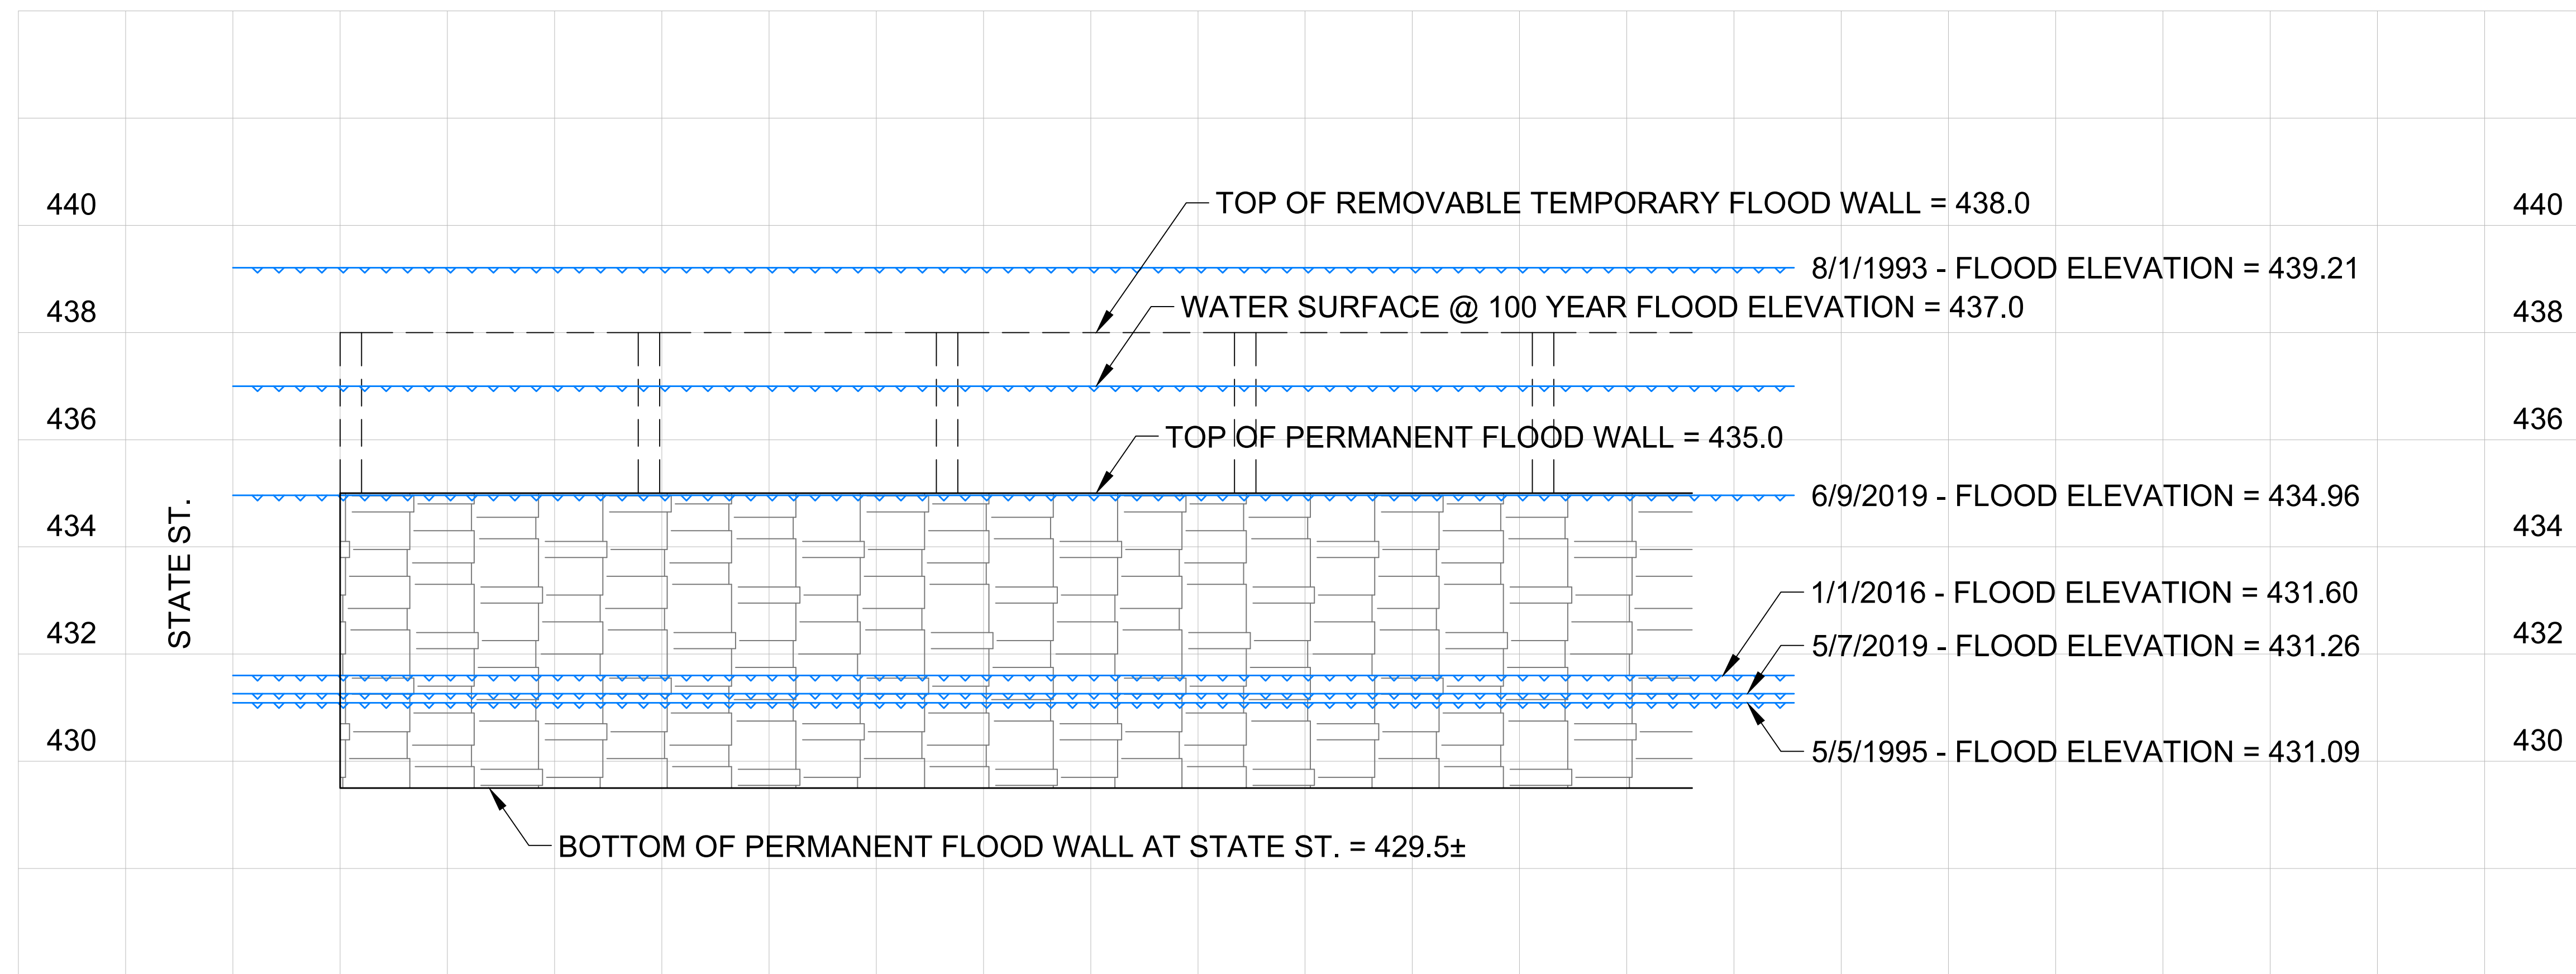 440
TOP OF REMOVABLE TEMPORARY FLOOD WALL = 438.0
440
8/1/1993 - FLOOD ELEVATION = 439.21
438
WATER SURFACE @ 100 YEAR FLOOD ELEVATION = 437.0
438
436
TOP OF PERMANENT FLOOD WALL = 435.0
436
6/9/2019 - FLOOD ELEVATION = 434.96
434
434
STATE ST.
1/1/2016 - FLOOD ELEVATION = 431.60
432
5/7/2019 - FLOOD ELEVATION = 431.26
432
430
5/5/1995 - FLOOD ELEVATION = 431.09
430
BOTTOM OF PERMANENT FLOOD WALL AT STATE ST. = 429.5±